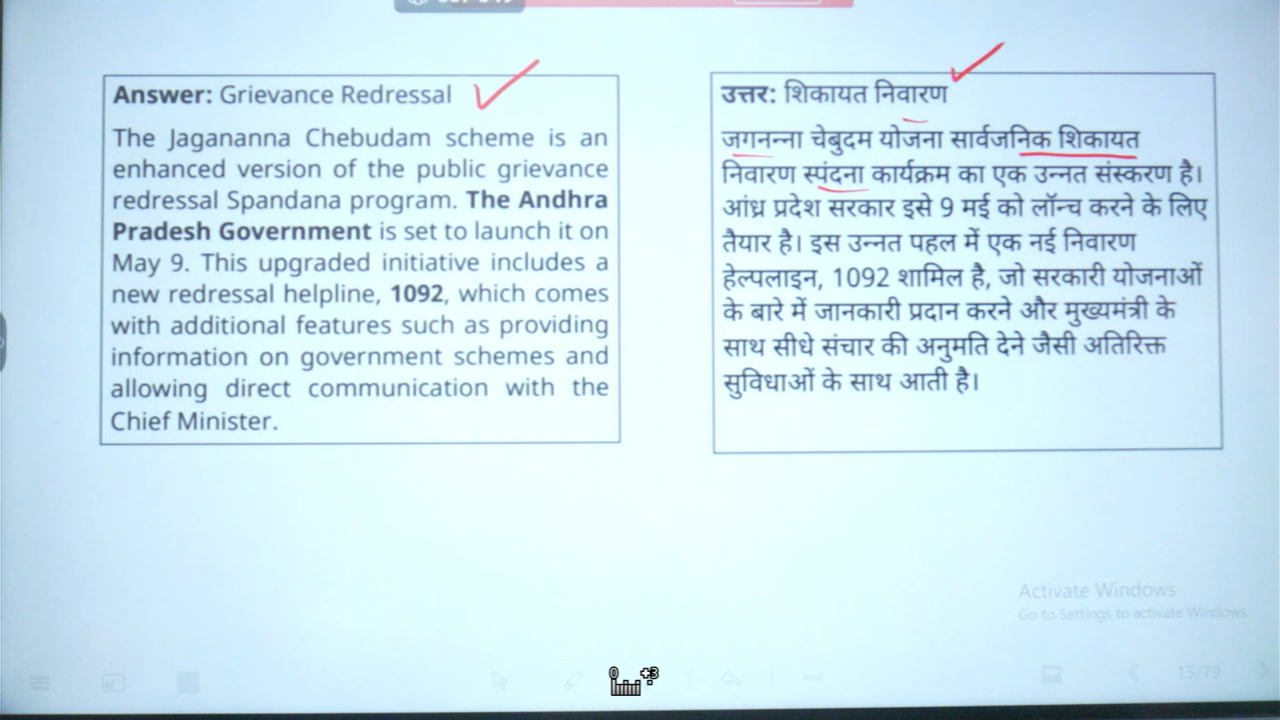 Answer: Grievance Redressal
The Jagananna Chebudam scheme is an
enhanced version of the public grievance
redressal Spandana program. The Andhra
Pradesh Government is set to launch it on
May 9. This upgraded initiative includes a
new redressal helpline, 1092, which comes
with additional features such as providing
information on government schemes and
allowing direct communication with the
Chief Minister.
उत्तर: शिकायत निवारण
जगनन्ना चेबुदम योजना सार्वजनिक शिकायत
निवारण स्पंदना कार्यक्रम का एक उन्नत संस्करण है।
आंध्र प्रदेश सरकार इसे 9 मई को लॉन्च करने के लिए
तैयार है। इस उन्नत पहल में एक नई निवारण
हेल्पलाइन, 1092 शामिल है, जो सरकारी योजनाओं
के बारे में जानकारी प्रदान करने और मुख्यमंत्री के
साथ सीधे संचार की अनुमति देने जैसी अतिरिक्त
सुविधाओं के साथ आती है।
Activate Windows
Go to Settings to activate Windows.
15/79